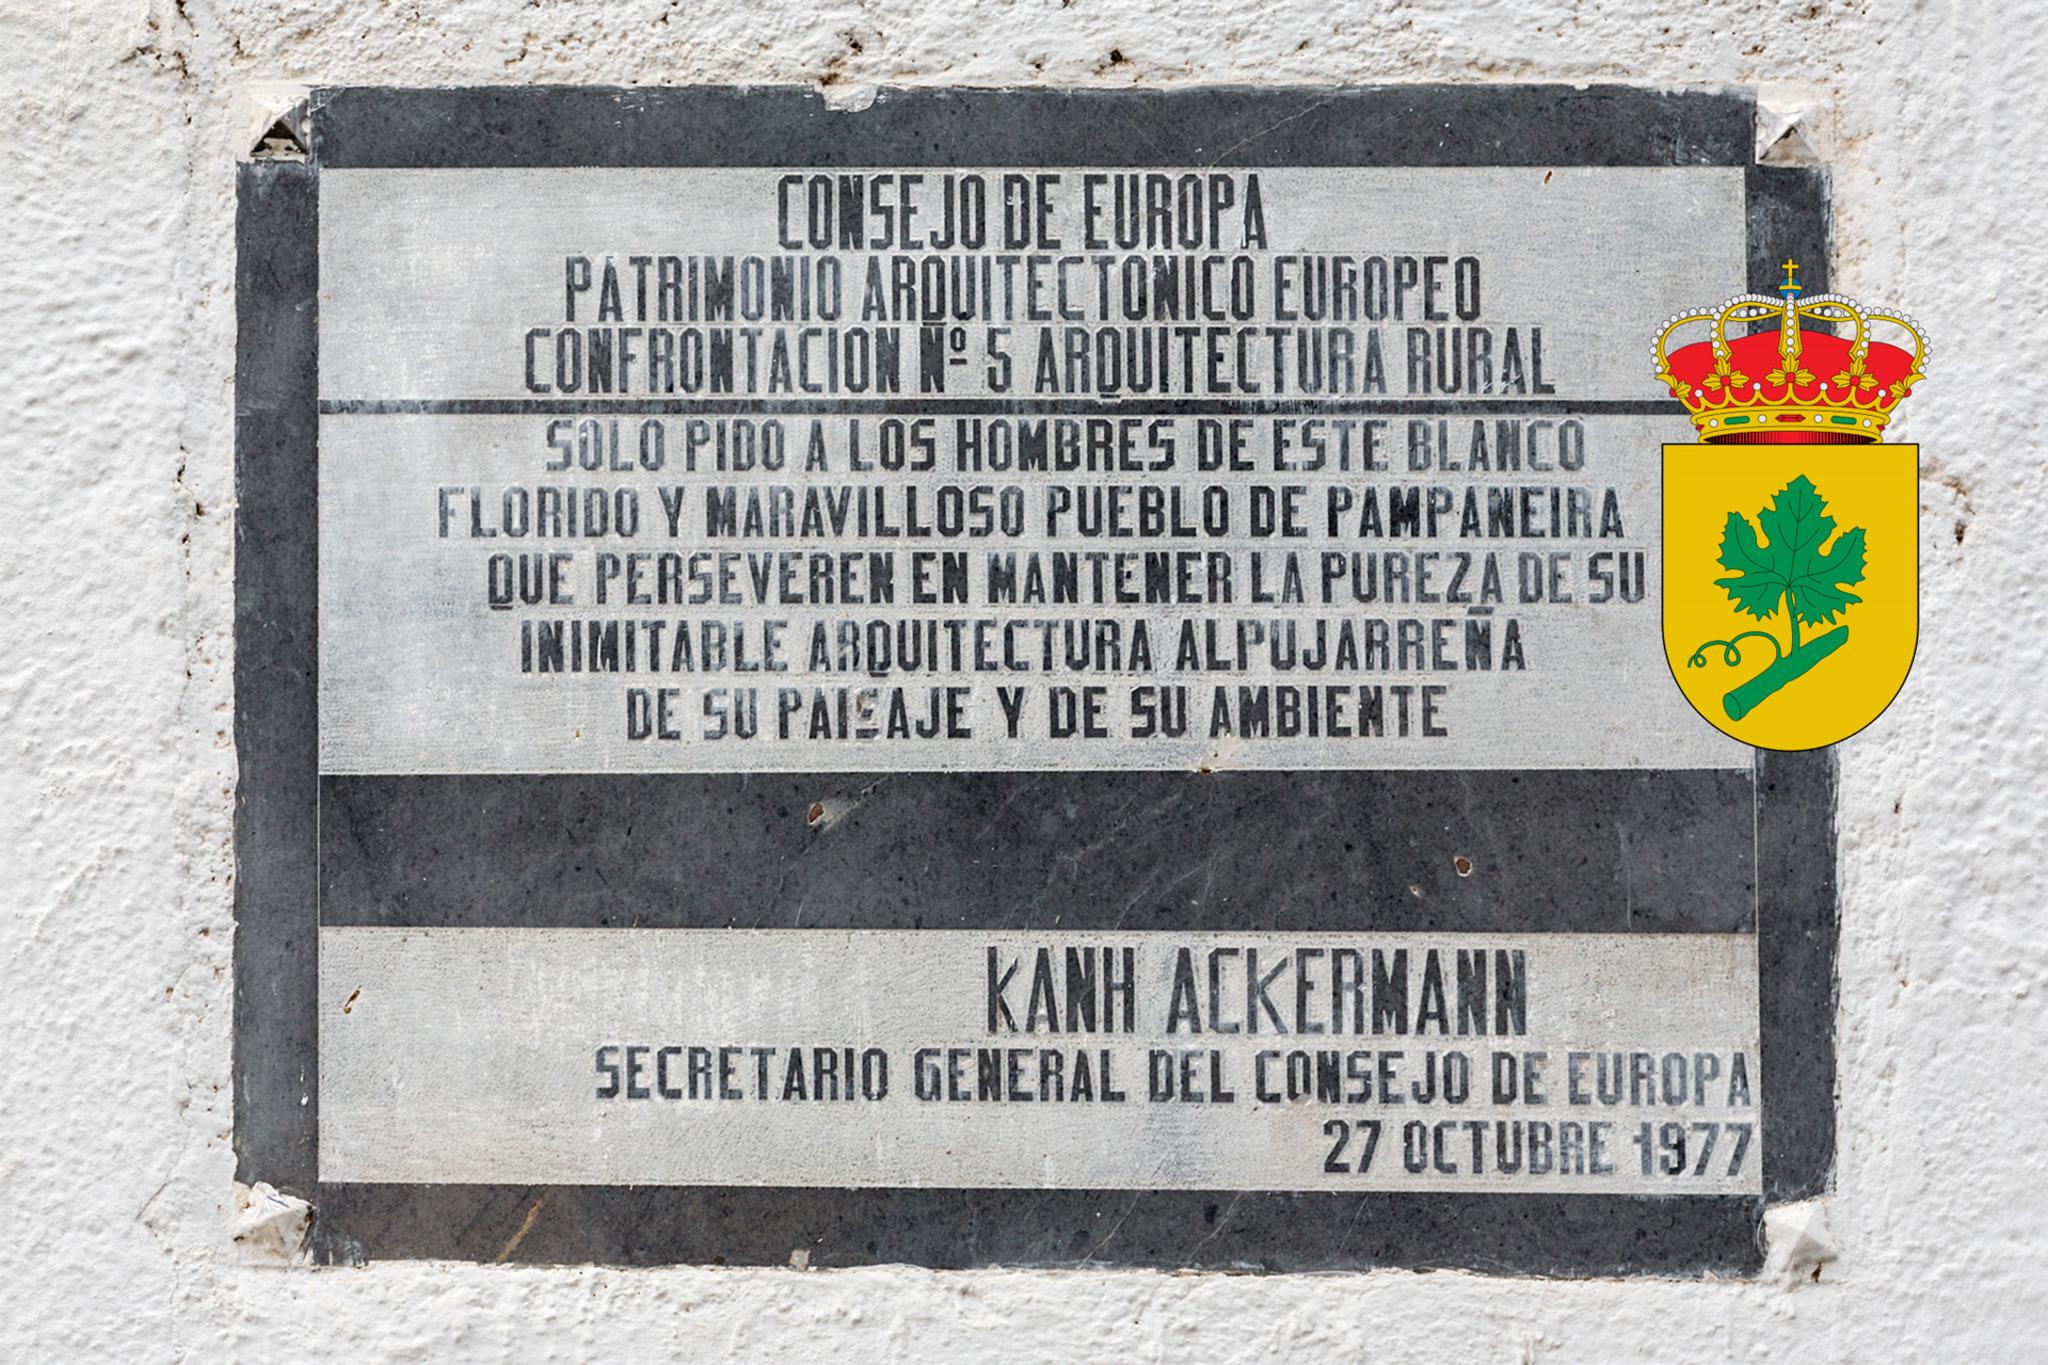 CONSEJO DE EUROPA
PATRIMONIO ARQUITECTONICO EUROPEO
CONFRONTACION Nº 5 ARQUITECTURA RURAL
SOLO PIDO A LOS HOMBRES DE ESTE BLANCO
FLORIDO Y MARAVILLOSO PUEBLO DE PAMPANEIRA
QUE PERSEVEREN EN MANTENER LA PUREZA DE SU
INIMITABLE ARQUITECTURA ALPUJARREÑA
DE SU PAISAJE Y DE SU AMBIENTE
KANH ACKERMANN
SECRETARIO GENERAL DEL CONSEJO DE EUROPA
27 OCTUBRE 1977